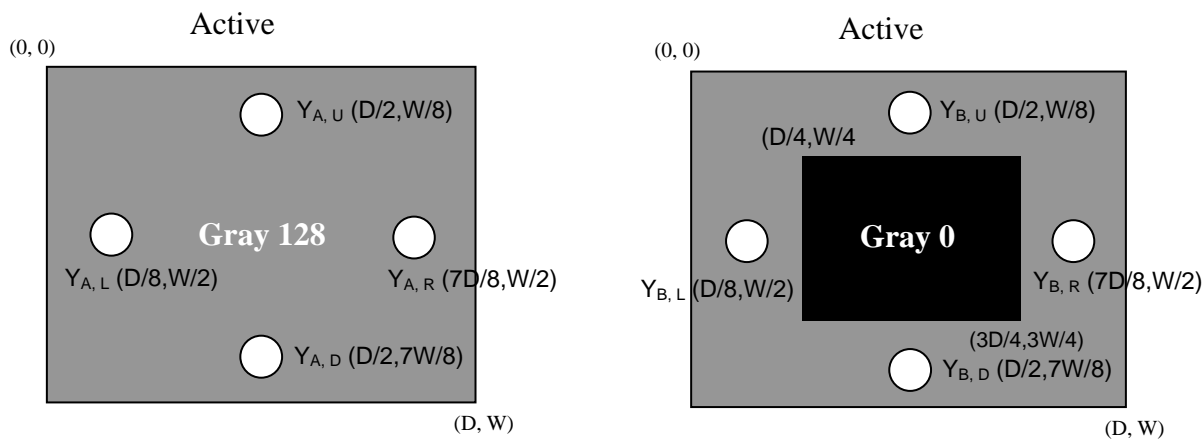 Active
(0, 0)
Y A, U (D/2,W/8)
Gray 128
Y A, L (D/8,W/2)
Y A, R (7D/8,W/2)
Y A, D (D/2,7W/8)
(D, W)
Active
(0, 0)
Y B, U (D/2,W/8)
(D/4,W/4
Gray 0
Y B, L (D/8,W/2)
Y B, R (7D/8,W/2)
(3D/4,3W/4)
Y B, D (D/2,7W/8)
(D, W)